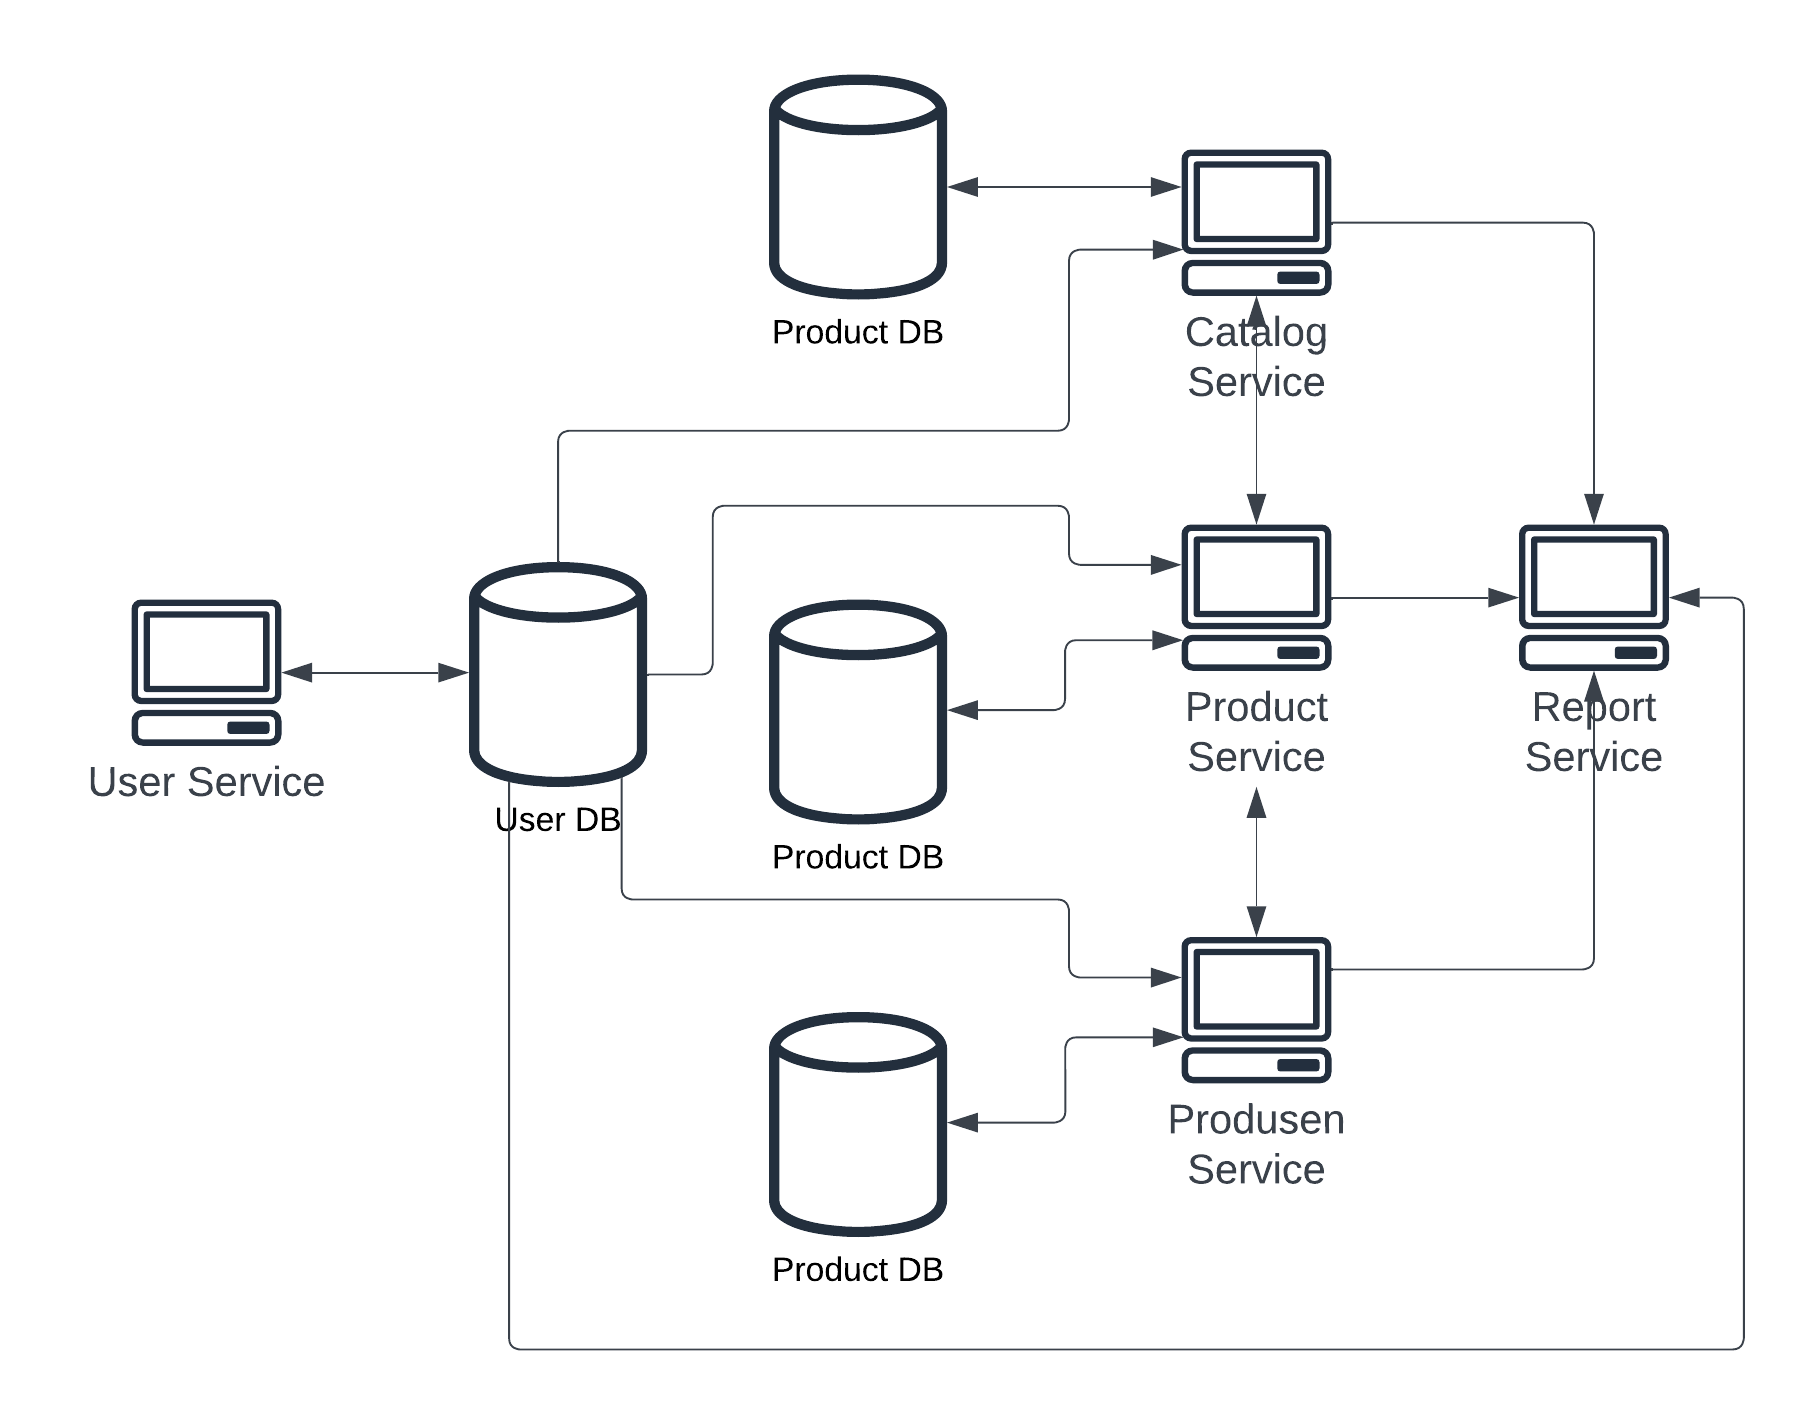 Product DB
Catalog
Service
User Service
User DB
Product DB
Product
Service
Report
Service
Produsen
Service
Product DB